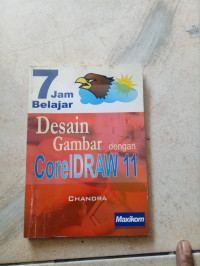 7 Jam
Belajar
Desain
Gambar dengan
CorelDRAW 11
CHANDRA
Maxikom